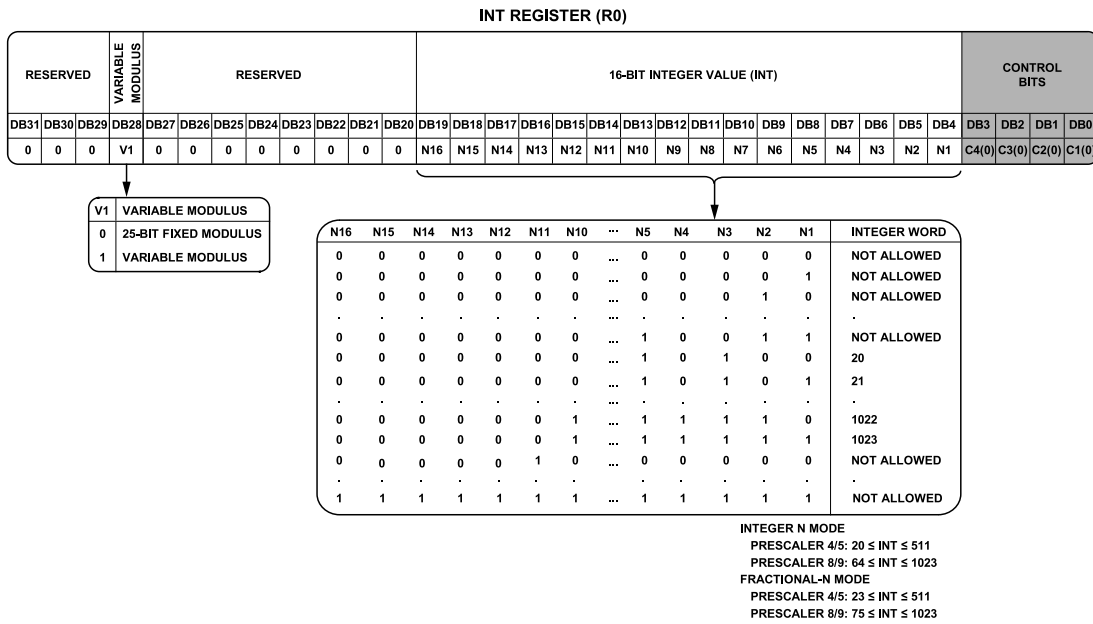 INT REGISTER (R0)
RESERVED VARIABLE MODULUS RESERVED 16-BIT INTEGER VALUE (INT) CONTROL BITS
DB31 DB30 DB29 DB28 DB27 DB26 DB25 DB24 DB23 DB22 DB21 DB20 DB19 DB18 DB17 DB16 DB15 DB14 DB13 DB12 DB11 DB10 DB9 DB8 DB7 DB6 DB5 DB4 DB3 DB2 DB1 DB0
0 0 0 V1 0 0 0 0 0 0 0 0 N16 N15 N14 N13 N12 N11 N10 N9 N8 N7 N6 N5 N4 N3 N2 N1 C4(0) C3(0) C2(0) C1(0)
V1 VARIABLE MODULUS
0 25-BIT FIXED MODULUS
1 VARIABLE MODULUS
N16 N15 N14 N13 N12 N11 N10 ... N5 N4 N3 N2 N1 INTEGER WORD
0 0 0 0 0 0 0 ... 0 0 0 0 0 NOT ALLOWED
0 0 0 0 0 0 0 ... 0 0 0 0 1 NOT ALLOWED
0 0 0 0 0 0 0 ... 0 0 0 1 0 NOT ALLOWED
. . . . . . . ... . . . . . .
0 0 0 0 0 0 0 ... 1 0 0 1 1 NOT ALLOWED
0 0 0 0 0 0 0 ... 1 0 1 0 0 20
0 0 0 0 0 0 0 ... 1 0 1 0 1 21
. . . . . . . ... . . . . . .
0 0 0 0 0 0 1 ... 1 1 1 1 0 1022
0 0 0 0 0 0 1 ... 1 1 1 1 1 1023
0 0 0 0 0 1 0 ... 0 0 0 0 0 NOT ALLOWED
. . . . . . . ... . . . . . .
1 1 1 1 1 1 1 ... 1 1 1 1 1 NOT ALLOWED
INTEGER N MODE
PRESCALER 4/5: 20 ≤ INT ≤ 511
PRESCALER 8/9: 64 ≤ INT ≤ 1023
FRACTIONAL-N MODE
PRESCALER 4/5: 23 ≤ INT ≤ 511
PRESCALER 8/9: 75 ≤ INT ≤ 1023